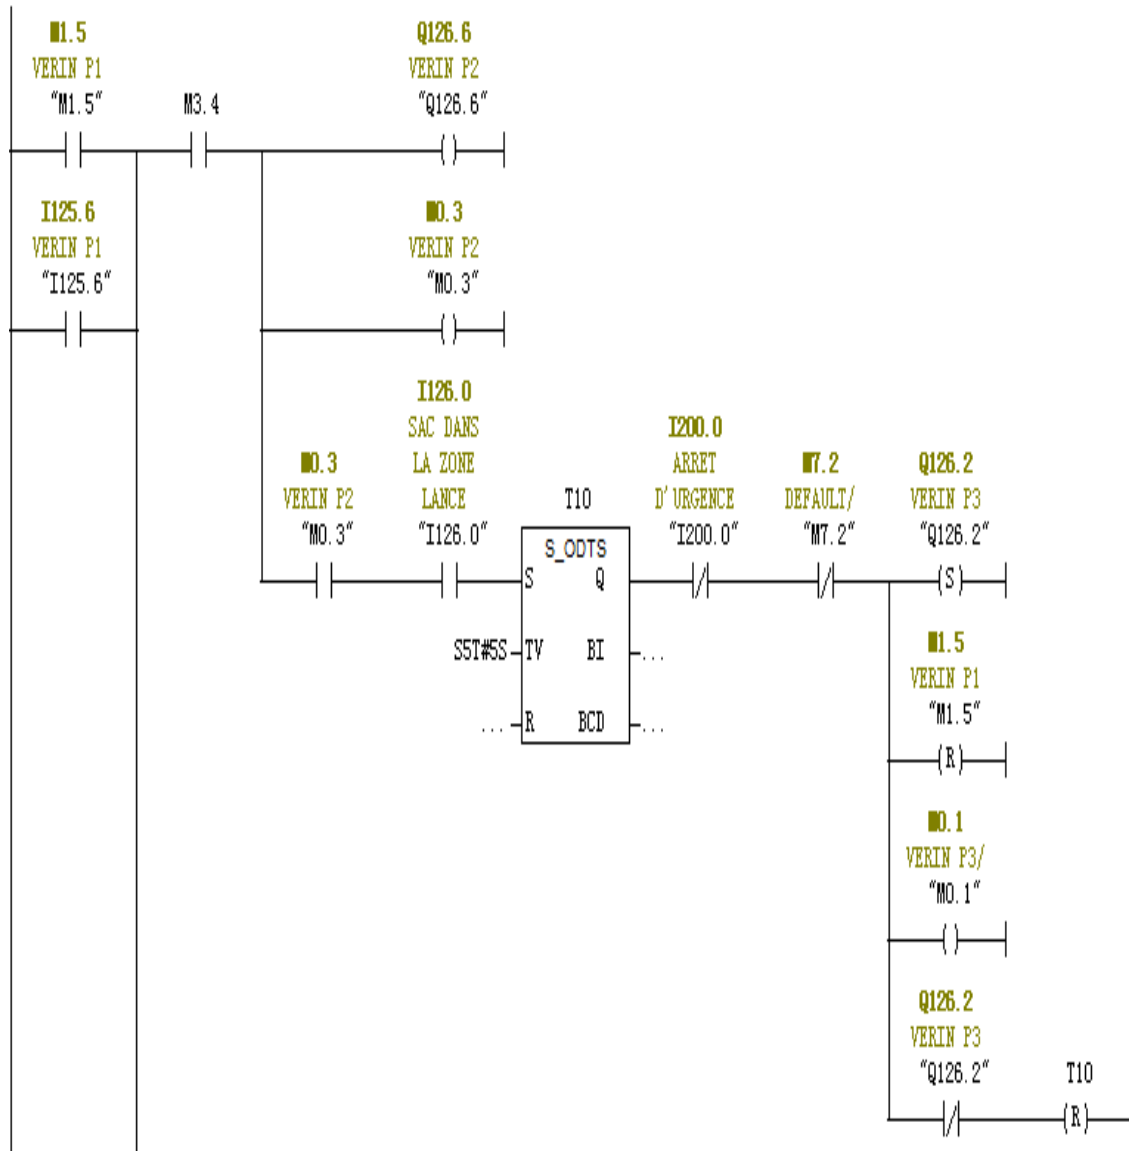 M1.5
VERIN P1
"M1.5"
M3.4
Q126.6
VERIN P2
"Q126.6"
I125.6
VERIN P1
"I125.6"
M0.3
VERIN P2
"M0.3"
M0.3
VERIN P2
"M0.3"
I126.0
SAC DANS
LA ZONE
LANCE
"I126.0"
T10
S_ODTS
S Q
S5T#5S TV BI ...
... R BCD ...
I200.0
ARRET
D'URGENCE
"I200.0"
M7.2
DEFAULT/
"M7.2"
Q126.2
VERIN P3
"Q126.2"
S
M1.5
VERIN P1
"M1.5"
R
M0.1
VERIN P3/
"M0.1"
Q126.2
VERIN P3
"Q126.2"
T10
R